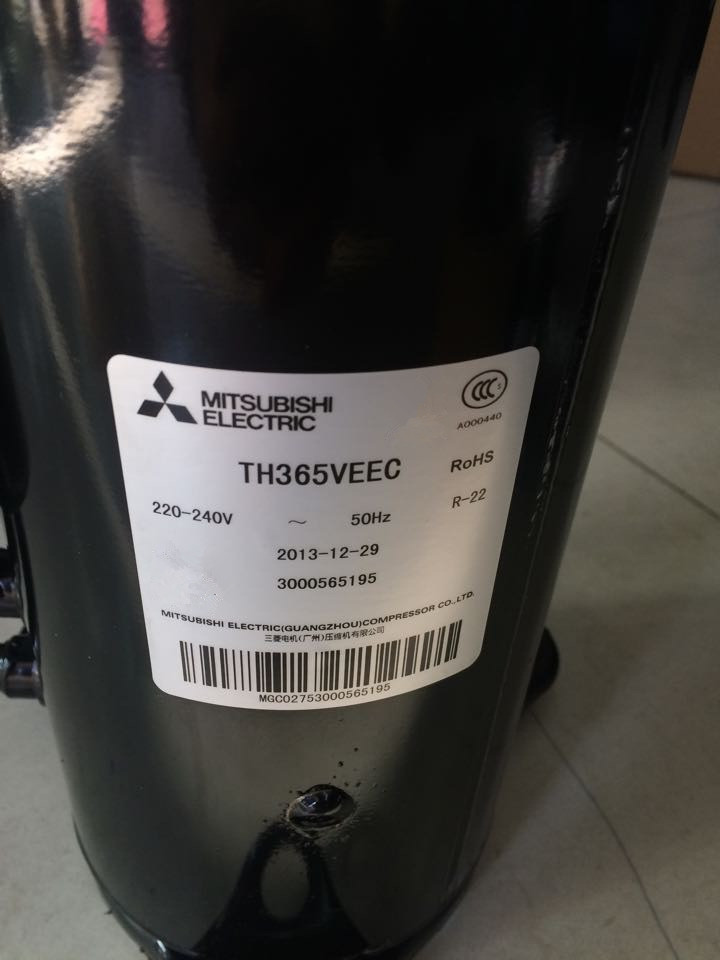 MITSUBISHI
ELECTRIC
CCC S
A000440
TH365VEEC
RoHS
220-240V ~ 50Hz
R-22
2013-12-29
3000565195
MITSUBISHI ELECTRIC(GUANGZHOU)COMPRESSOR CO.,LTD.
三菱电机(广州)压缩机有限公司
MGC02753000565195